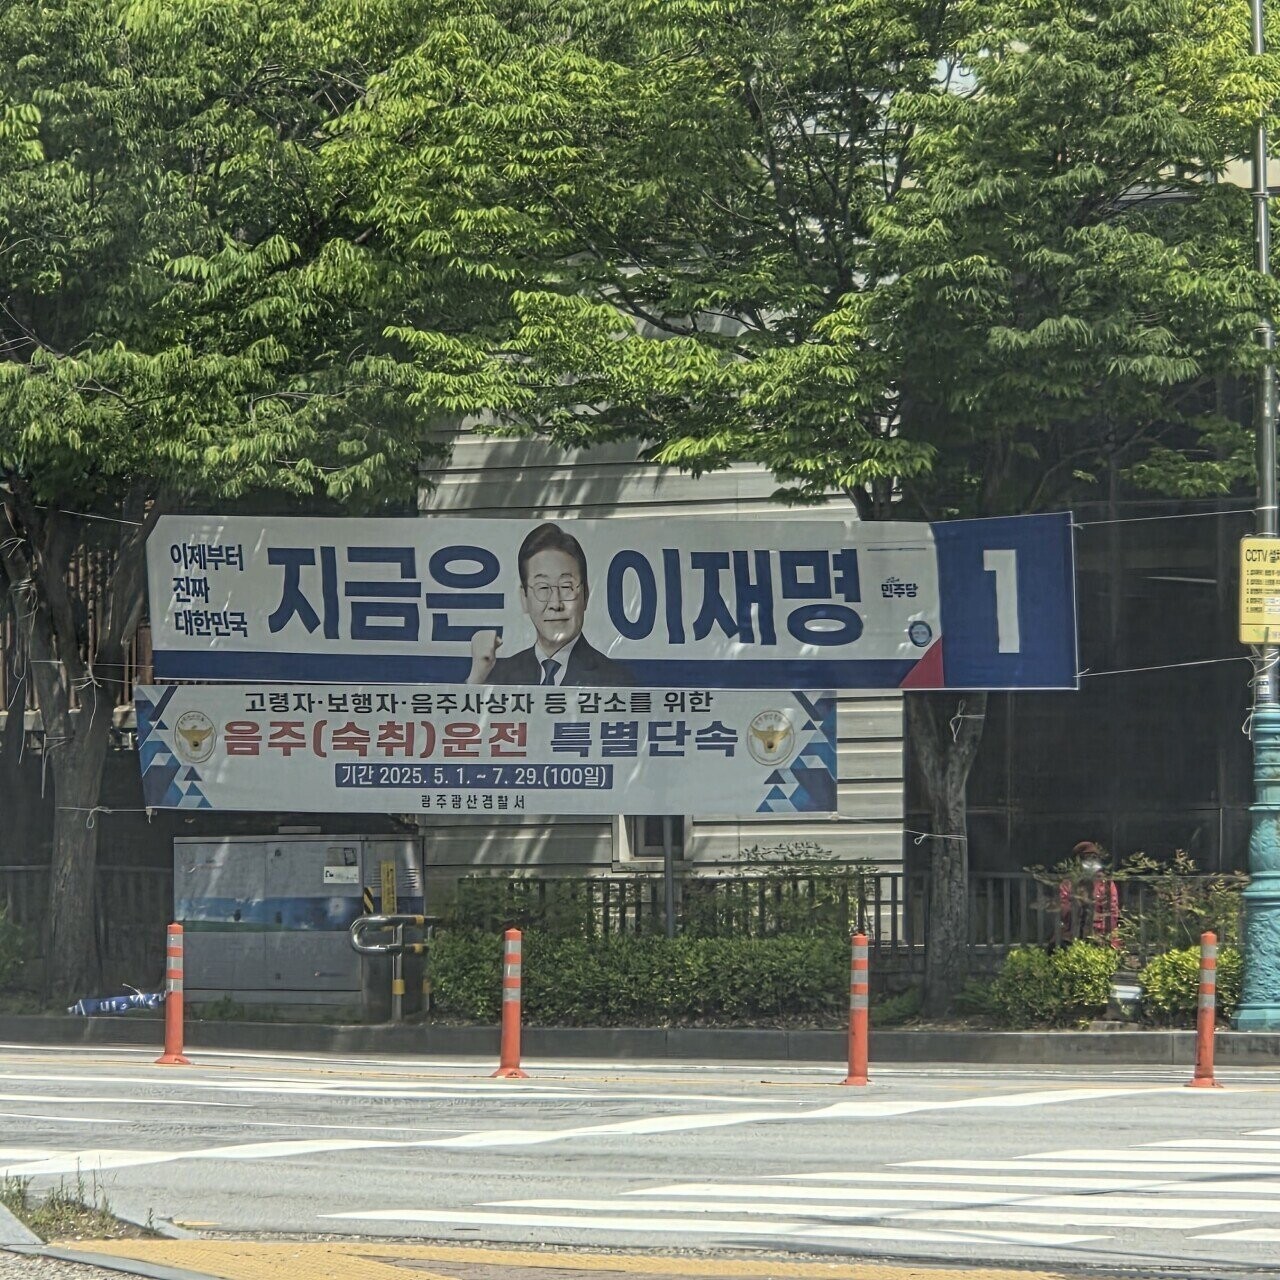 이제부터
진짜
대한민국
지금은 이재명
민주당
1
고령자·보행자·음주사상자 등 감소를 위한
음주(숙취)운전 특별단속
기간 2025. 5. 1. ~ 7. 29.(100일)
광주광산경찰서
CCTV